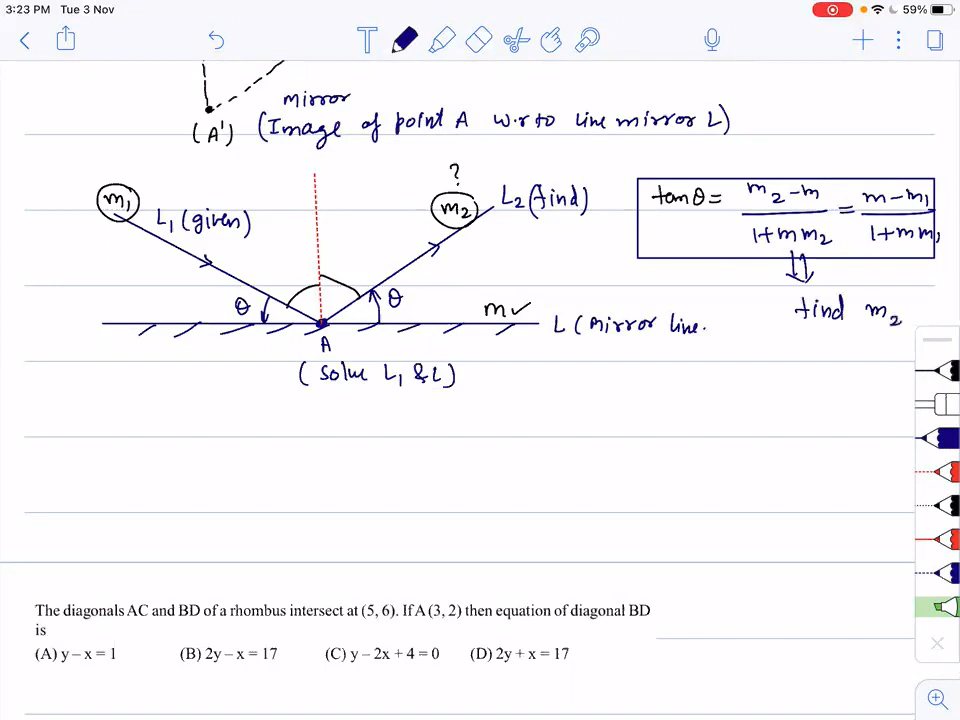 3:23 PM Tue 3 Nov
59%
T
mirror
(A') (Image of point A w.r to line mirror L)
?
m1 L1 (given) m2 L2 (find)
tanθ = m2-m / 1+mm2 = m-m1 / 1+mm1
find m2
θ θ m✓
L (Mirror line.
A
(Solve L1 & L)
The diagonals AC and BD of a rhombus intersect at (5, 6). If A (3, 2) then equation of diagonal BD
is
(A) y – x = 1 (B) 2y – x = 17 (C) y – 2x + 4 = 0 (D) 2y + x = 17